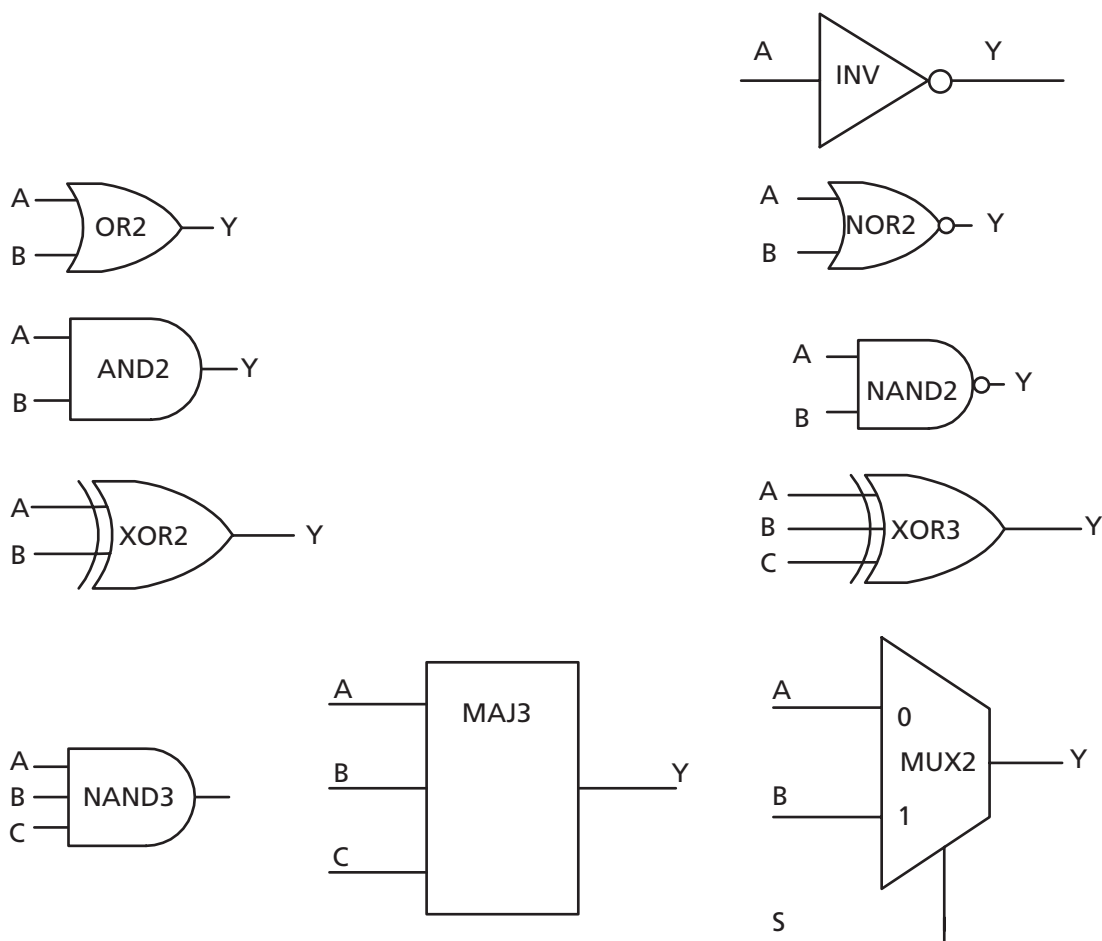 A INV Y
A OR2 Y
B
A NOR2 Y
B
A AND2 Y
B
A NAND2 Y
B
A XOR2 Y
B
A XOR3 Y
B
C
A NAND3
B
C
A MAJ3
B Y
C
A 0
MUX2 Y
B 1
S